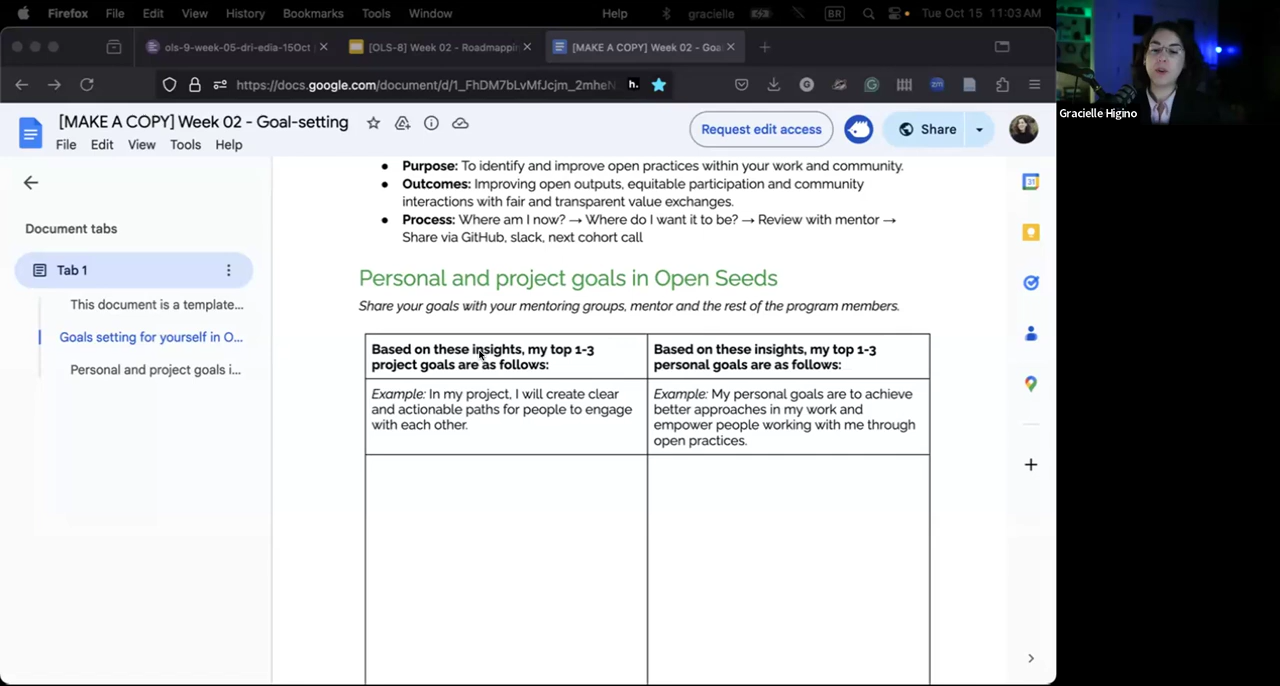 Firefox File Edit View History Bookmarks Tools Window Help gracielle BR Tue Oct 15 11:03 AM
ols-9-week-05-dri-edia-15Oct
[OLS-8] Week 02 - Roadmappin
[MAKE A COPY] Week 02 - Goa
https://docs.google.com/document/d/1_FhDM7bLvMfJcjm_2mheN
h.
Gracielle Higino
[MAKE A COPY] Week 02 - Goal-setting
Request edit access
Share
File Edit View Tools Help
Document tabs
Tab 1
This document is a template...
Goals setting for yourself in O...
Personal and project goals i...
● Purpose: To identify and improve open practices within your work and community.
● Outcomes: Improving open outputs, equitable participation and community
interactions with fair and transparent value exchanges.
● Process: Where am I now? → Where do I want it to be? → Review with mentor →
Share via GitHub, slack, next cohort call
Personal and project goals in Open Seeds
Share your goals with your mentoring groups, mentor and the rest of the program members.
Based on these insights, my top 1-3
project goals are as follows:
Based on these insights, my top 1-3
personal goals are as follows:
Example: In my project, I will create clear
and actionable paths for people to engage
with each other.
Example: My personal goals are to achieve
better approaches in my work and
empower people working with me through
open practices.
31